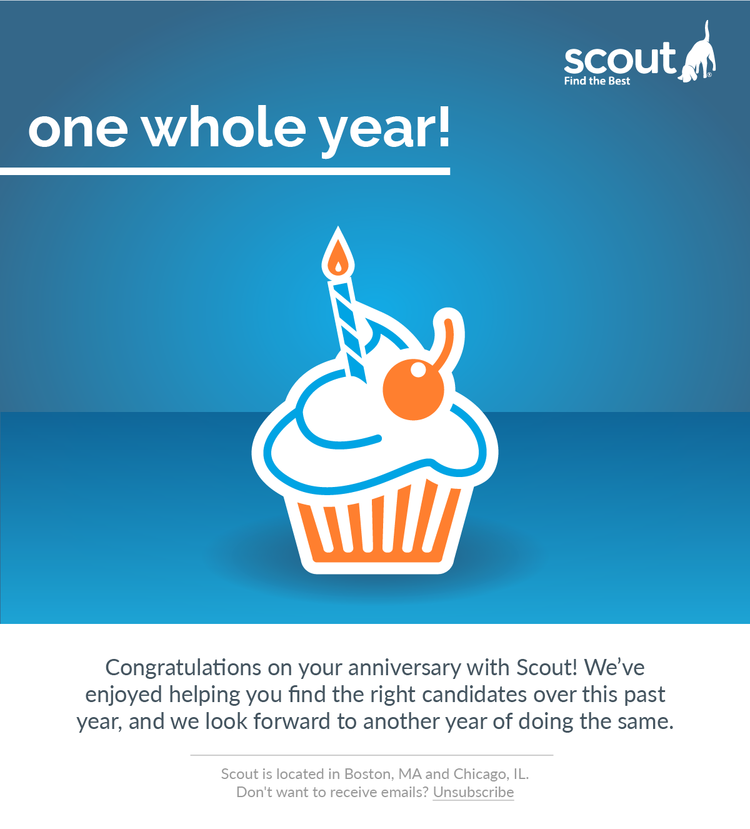 scout
Find the Best
one whole year!
Congratulations on your anniversary with Scout! We’ve
enjoyed helping you find the right candidates over this past
year, and we look forward to another year of doing the same.
Scout is located in Boston, MA and Chicago, IL.
Don't want to receive emails? Unsubscribe